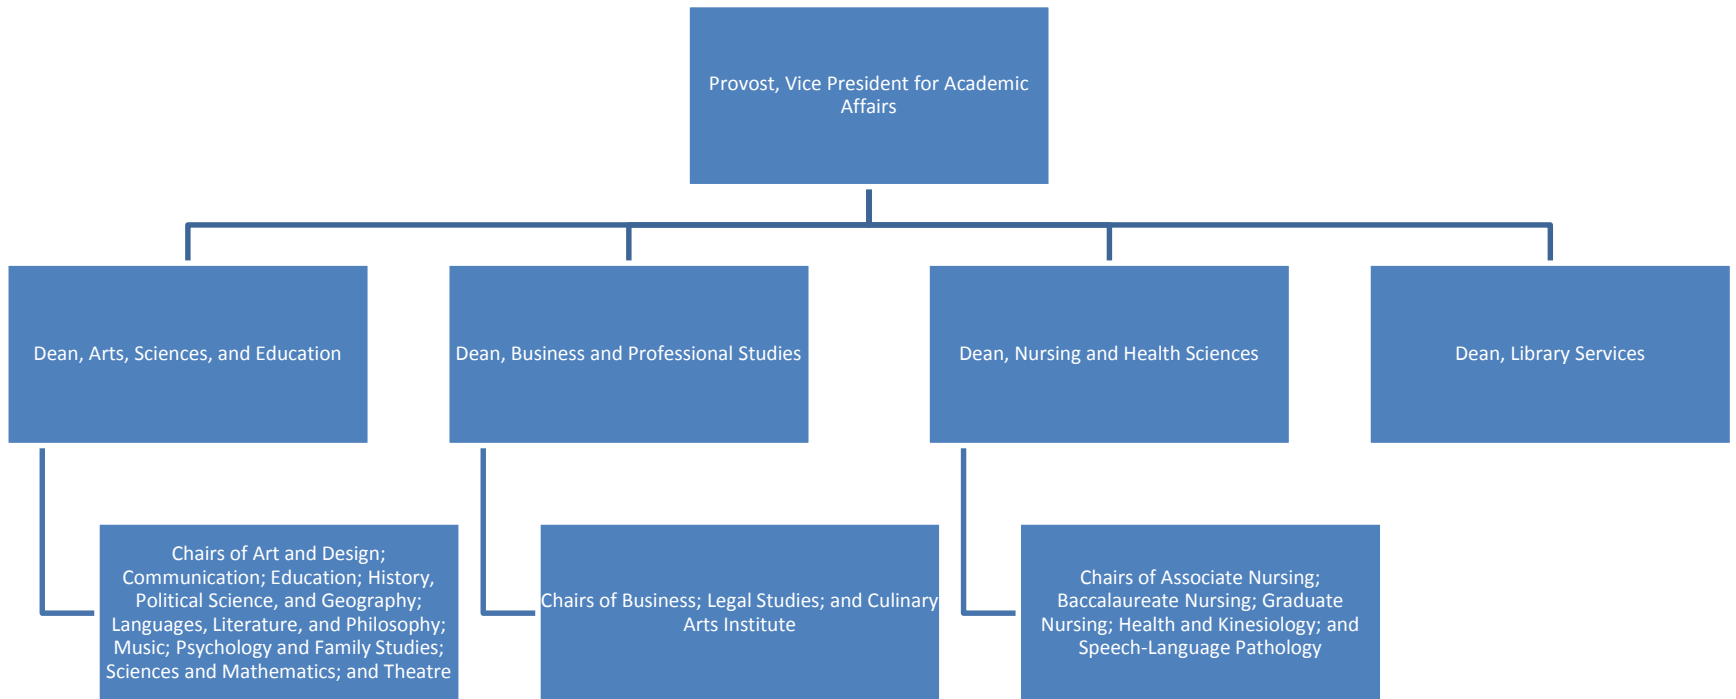 Provost, Vice President for Academic
Affairs
Dean, Arts, Sciences, and Education
Dean, Business and Professional Studies
Dean, Nursing and Health Sciences
Dean, Library Services
Chairs of Art and Design;
Communication; Education; History,
Political Science, and Geography;
Languages, Literature, and Philosophy;
Music; Psychology and Family Studies;
Sciences and Mathematics; and Theatre
Chairs of Business; Legal Studies; and Culinary
Arts Institute
Chairs of Associate Nursing;
Baccalaureate Nursing; Graduate
Nursing; Health and Kinesiology; and
Speech-Language Pathology